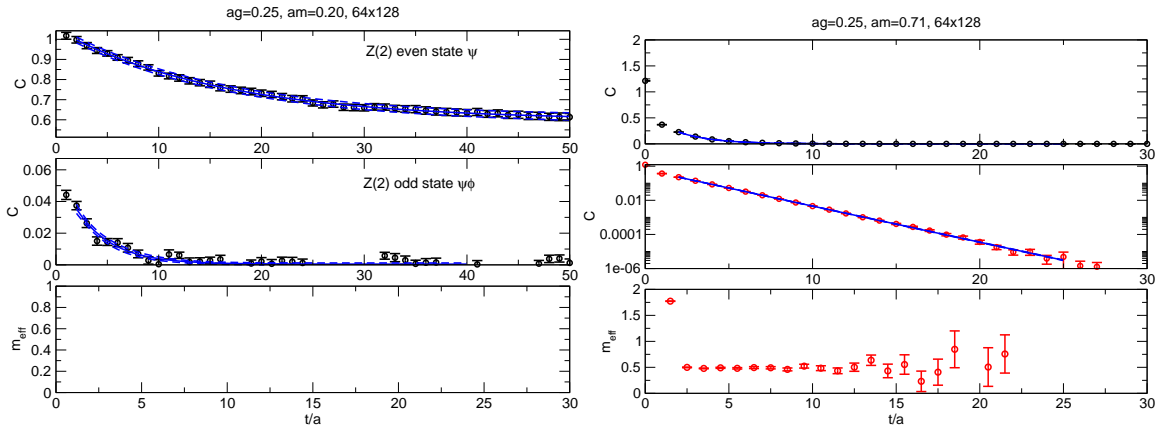 ag=0.25, am=0.20, 64x128
1
0.9
0.8
0.7
0.6
C
Z(2) even state ψ
0 10 20 30 40 50
0.06
0.04
0.02
0
C
Z(2) odd state ψϕ
0 10 20 30 40 50
1
0.8
0.6
0.4
0.2
0
m_eff
0 5 10 15 20 25 30
t/a
ag=0.25, am=0.71, 64x128
2
1.5
1
0.5
0
C
0 10 20 30
1
0.01
0.0001
1e-06
C
0 10 20 30
2
1.5
1
0.5
0
m_eff
0 5 10 15 20 25 30
t/a